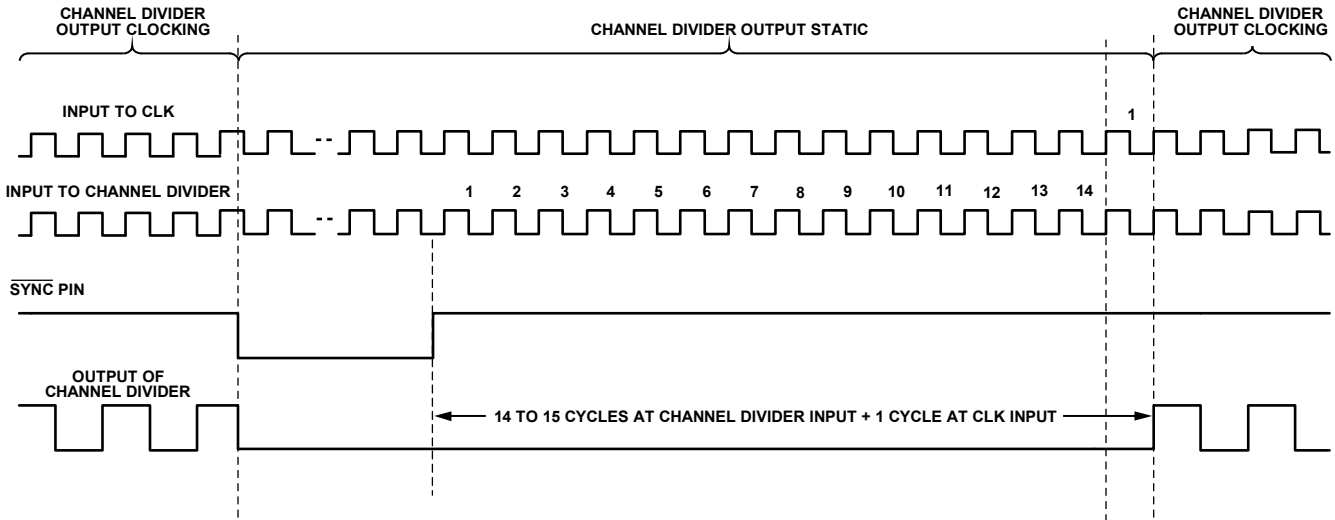 CHANNEL DIVIDER
OUTPUT CLOCKING
CHANNEL DIVIDER OUTPUT STATIC
CHANNEL DIVIDER
OUTPUT CLOCKING
INPUT TO CLK
1
INPUT TO CHANNEL DIVIDER
1 2 3 4 5 6 7 8 9 10 11 12 13 14
SYNC PIN
OUTPUT OF
CHANNEL DIVIDER
14 TO 15 CYCLES AT CHANNEL DIVIDER INPUT + 1 CYCLE AT CLK INPUT